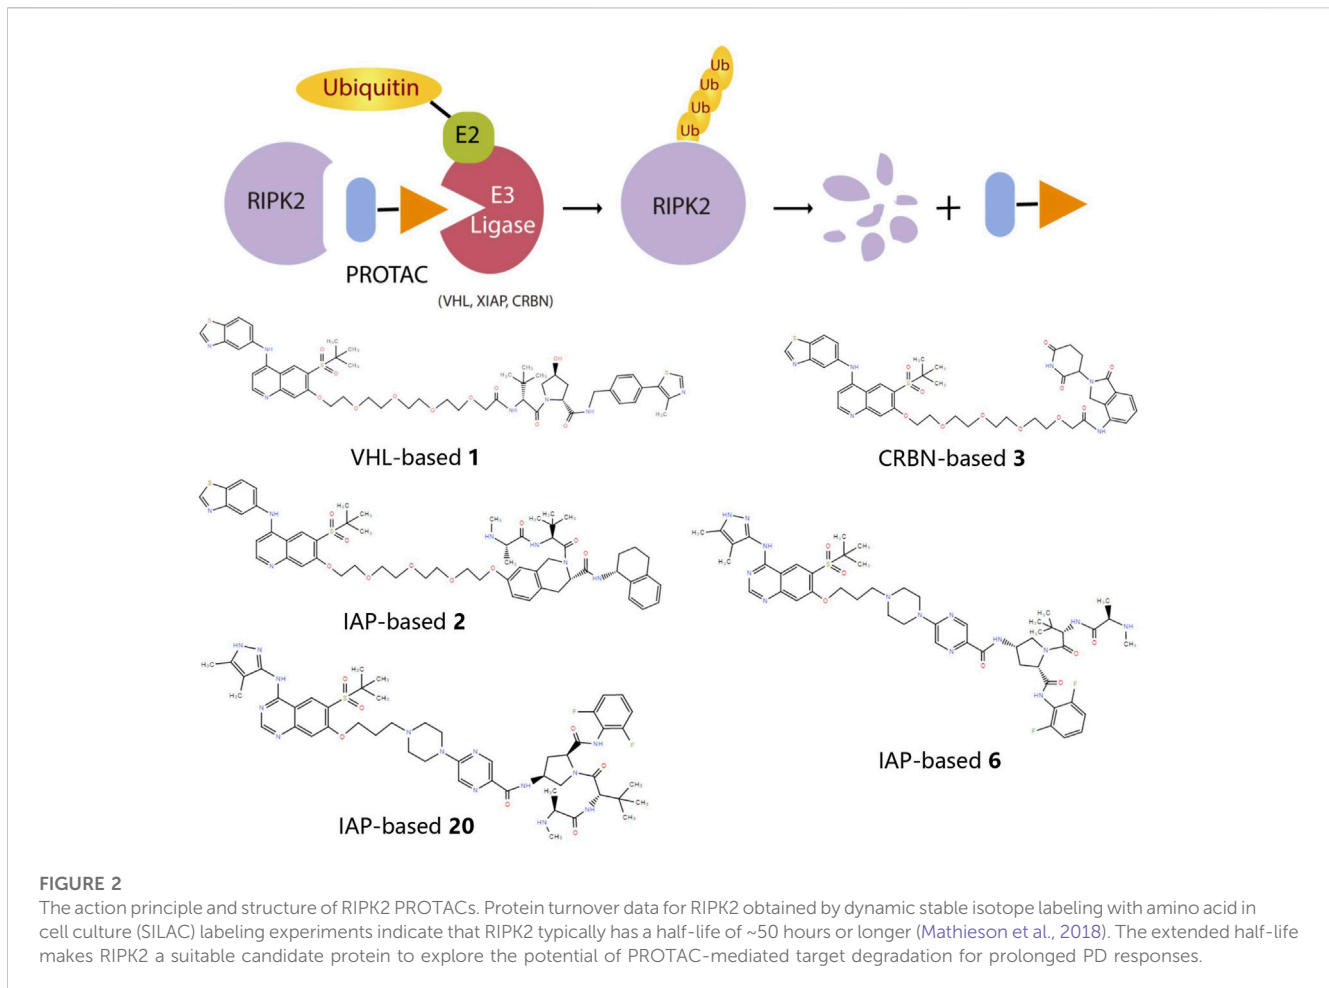 Ubiquitin
E2
RIPK2
E3
Ligase
PROTAC
(VHL, XIAP, CRBN)
Ub
Ub
Ub
Ub
RIPK2
+
VHL-based 1
CRBN-based 3
IAP-based 2
IAP-based 6
IAP-based 20
FIGURE 2
The action principle and structure of RIPK2 PROTACs. Protein turnover data for RIPK2 obtained by dynamic stable isotope labeling with amino acid in
cell culture (SILAC) labeling experiments indicate that RIPK2 typically has a half-life of ~50 hours or longer (Mathieson et al., 2018). The extended half-life
makes RIPK2 a suitable candidate protein to explore the potential of PROTAC-mediated target degradation for prolonged PD responses.